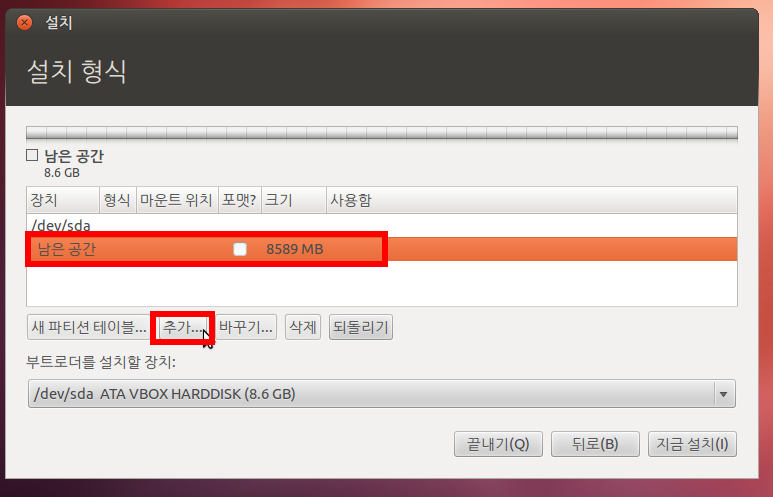 설치
설치 형식
남은 공간
8.6 GB
장치 형식 마운트 위치 포맷? 크기 사용함
/dev/sda
남은 공간 8589 MB
새 파티션 테이블... 추가... 바꾸기... 삭제 되돌리기
부트로더를 설치할 장치:
/dev/sda ATA VBOX HARDDISK (8.6 GB)
끝내기(Q) 뒤로(B) 지금 설치(I)